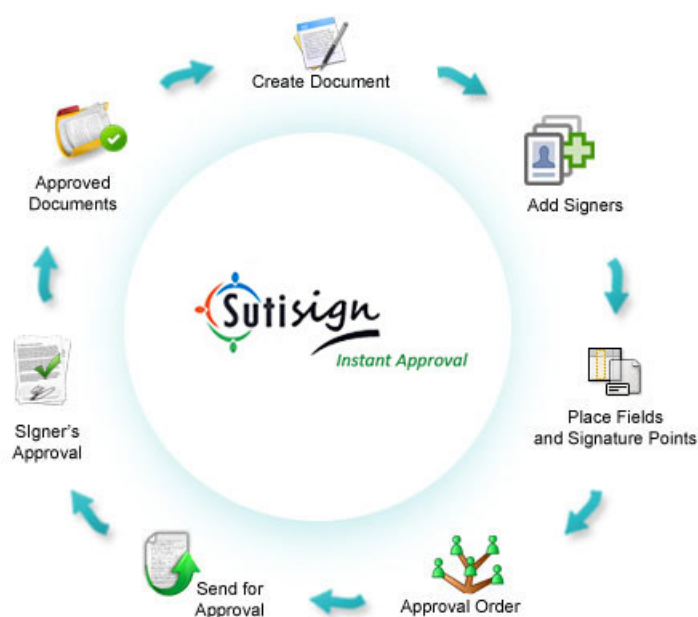 Create Document
Add Signers
Place Fields
and Signature Points
Approval Order
Send for
Approval
SIgner's
Approval
Approved
Documents
Sutisign
Instant Approval